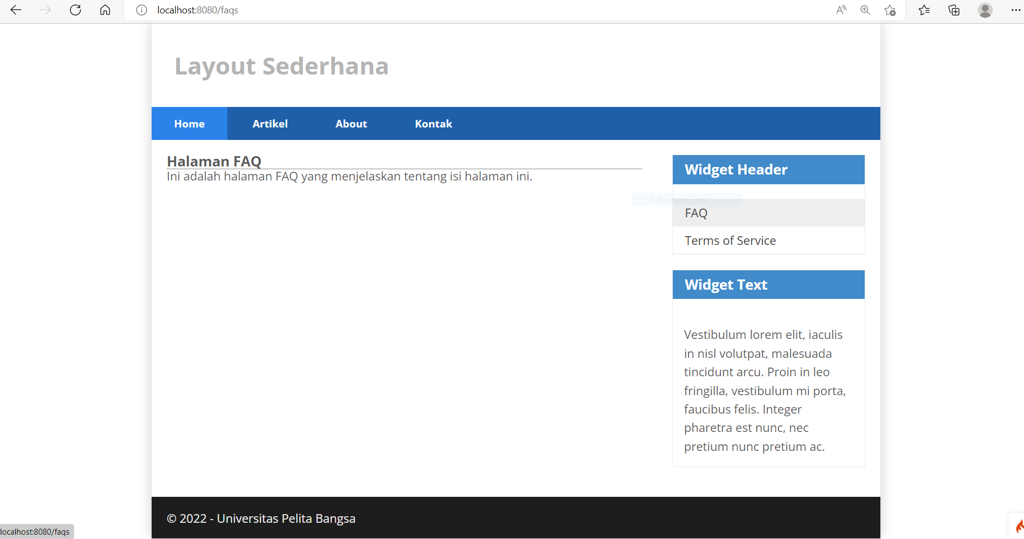 localhost:8080/faqs
Layout Sederhana
Home Artikel About Kontak
Halaman FAQ
Ini adalah halaman FAQ yang menjelaskan tentang isi halaman ini.
Widget Header
FAQ
Terms of Service
Widget Text
Vestibulum lorem elit, iaculis
in nisl volutpat, malesuada
tincidunt arcu. Proin in leo
fringilla, vestibulum mi porta,
faucibus felis. Integer
pharetra est nunc, nec
pretium nunc pretium ac.
© 2022 - Universitas Pelita Bangsa
localhost:8080/faqs